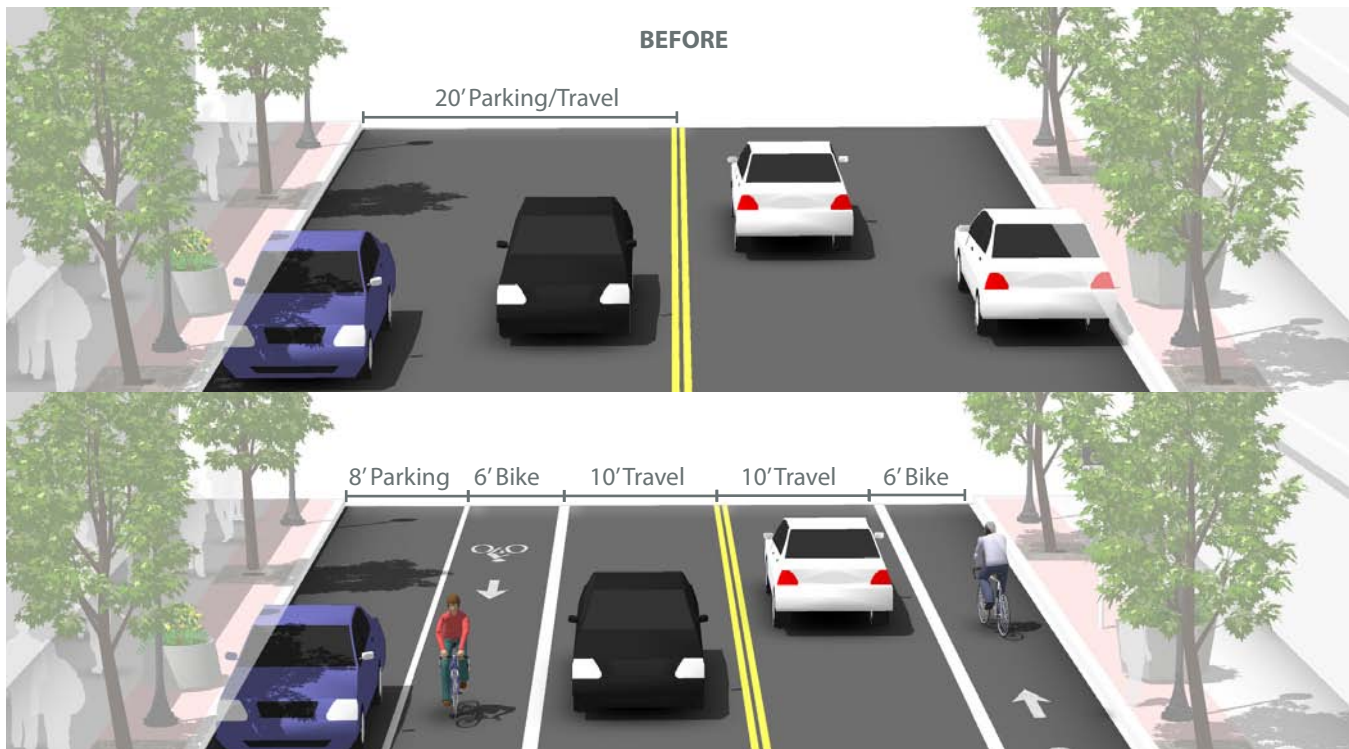 BEFORE
20' Parking/Travel
8' Parking 6' Bike 10' Travel 10' Travel 6' Bike